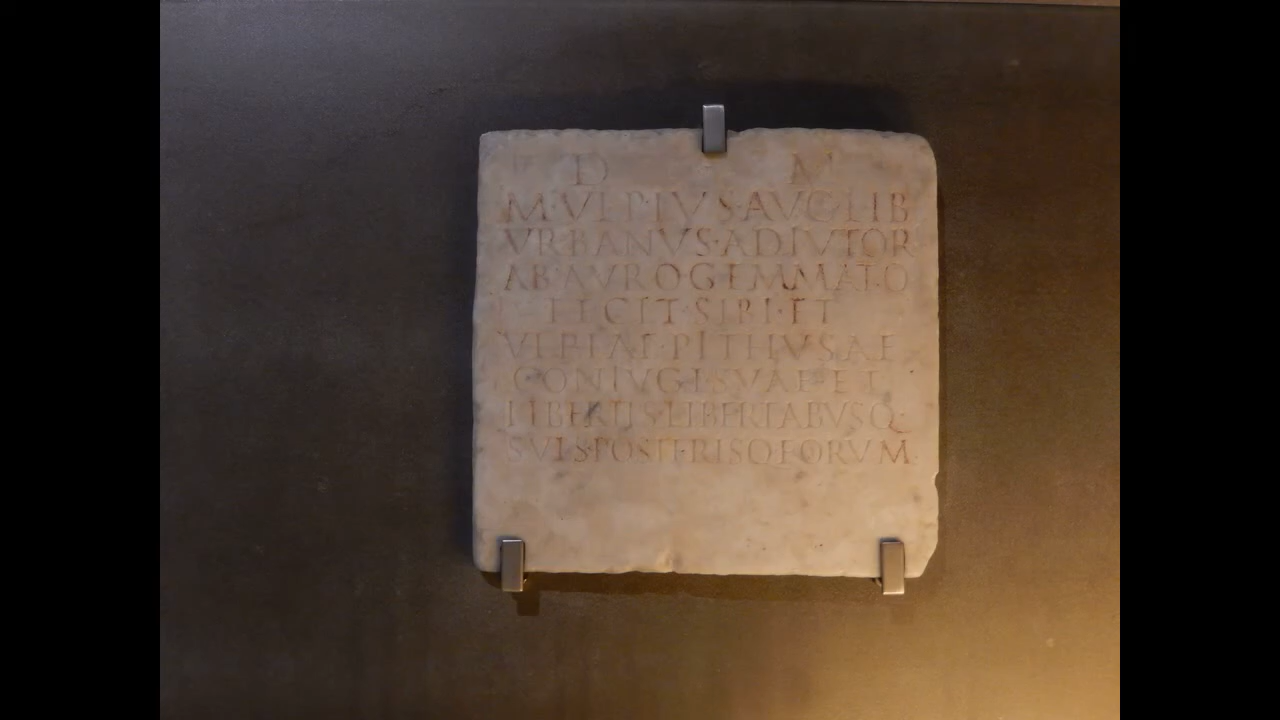 D M
M·VLPIVS·AVG·LIB
VRBANVS·ADIVTOR
AB·AVRO·GEMMATO
FECIT·SIBI·ET
VLPIAE·PITHVSAE
CONIVGI·SVAE·ET
LIBERTIS·LIBERTABVSQ·
SVIS·POSTERISQ·EORVM